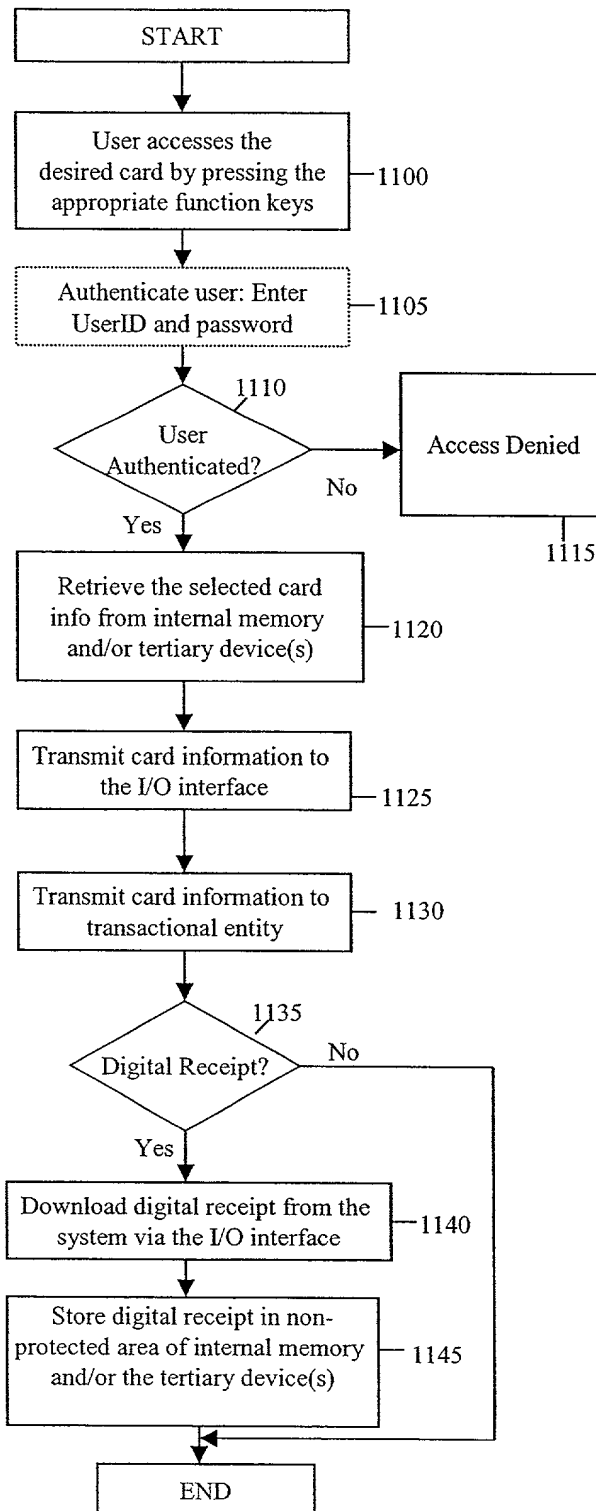 START
User accesses the
desired card by pressing the
appropriate function keys
1100
Authenticate user: Enter
UserID and password
1105
1110
User
Authenticated?
No
Yes
Access Denied
1115
Retrieve the selected card
info from internal memory
and/or tertiary device(s)
1120
Transmit card information to
the I/O interface
1125
Transmit card information to
transactional entity
1130
1135
Digital Receipt?
No
Yes
Download digital receipt from the
system via the I/O interface
1140
Store digital receipt in non-
protected area of internal memory
and/or the tertiary device(s)
1145
END